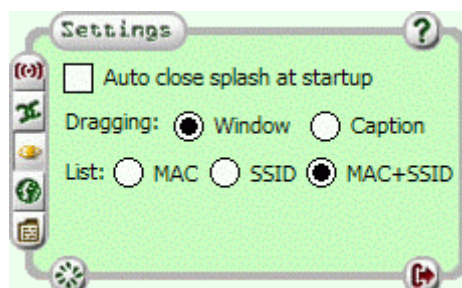 Settings
?
Auto close splash at startup
Dragging: Window Caption
List: MAC SSID MAC+SSID